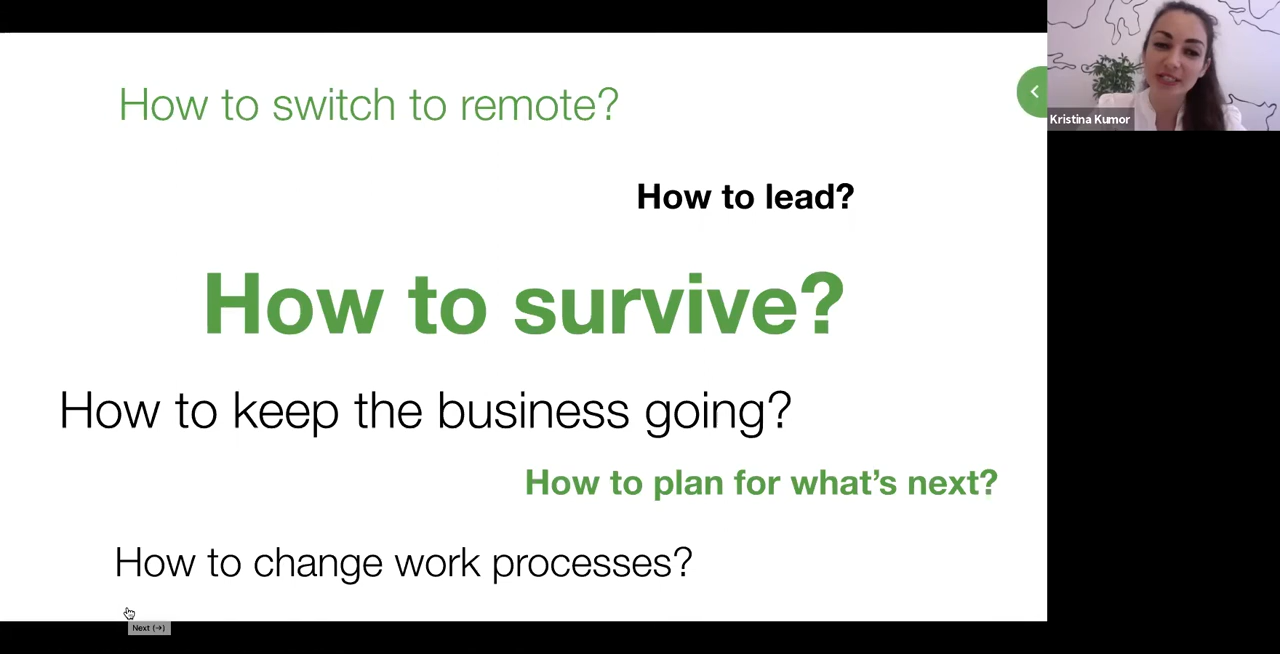 How to switch to remote?
Kristina Kumor
How to lead?
How to survive?
How to keep the business going?
How to plan for what’s next?
How to change work processes?
Next (→)